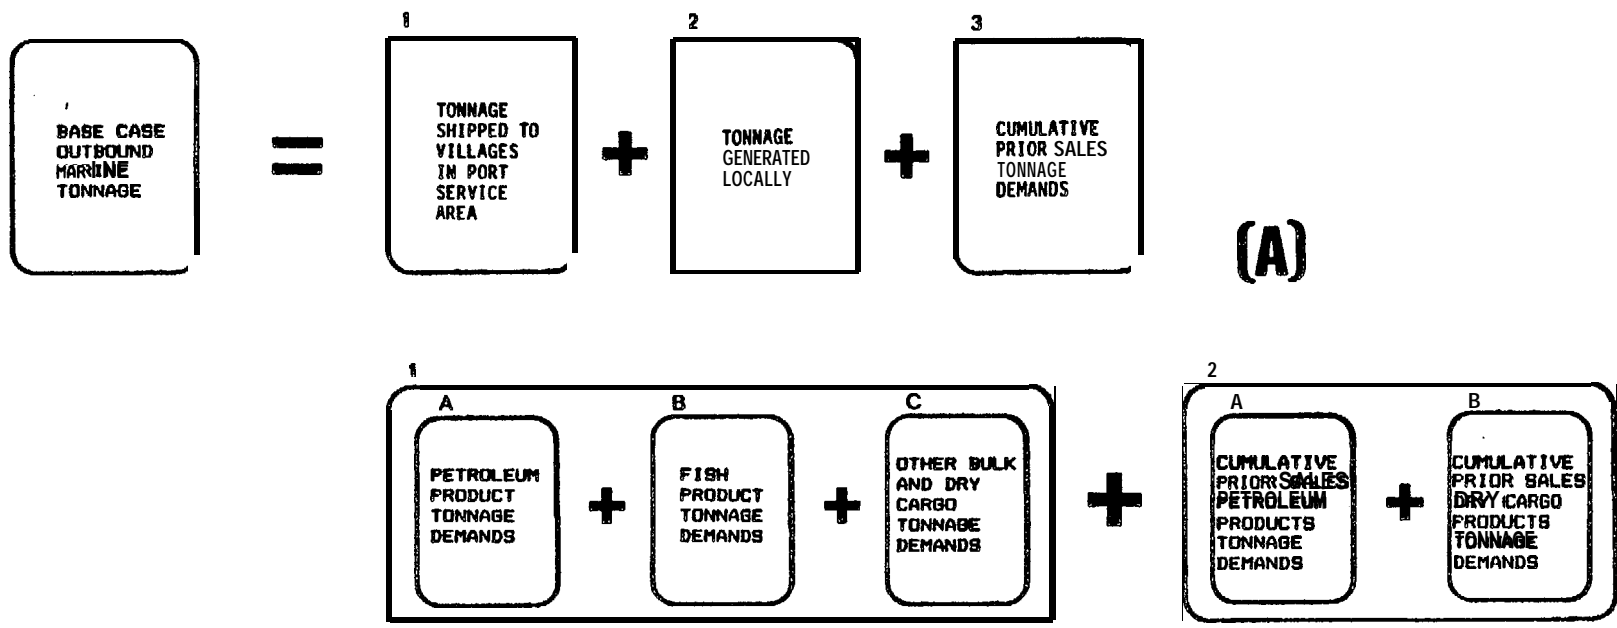 1
2
3
BASE CASE
OUTBOUND
MARINE
TONNAGE
=
TONNAGE
SHIPPED TO
VILLAGES
IN PORT
SERVICE
AREA
+
TONNAGE
GENERATED
LOCALLY
+
CUMULATIVE
PRIOR SALES
TONNAGE
DEMANDS
(A)
1
A
PETROLEUM
PRODUCT
TONNAGE
DEMANDS
+
B
FISH
PRODUCT
TONNAGE
DEMANDS
+
C
OTHER BULK
AND DRY
CARGO
TONNAGE
DEMANDS
+
2
A
CUMULATIVE
PRIOR SALES
PETROLEUM
PRODUCTS
TONNAGE
DEMANDS
+
B
CUMULATIVE
PRIOR SALES
DRY CARGO
PRODUCTS
TONNAGE
DEMANDS